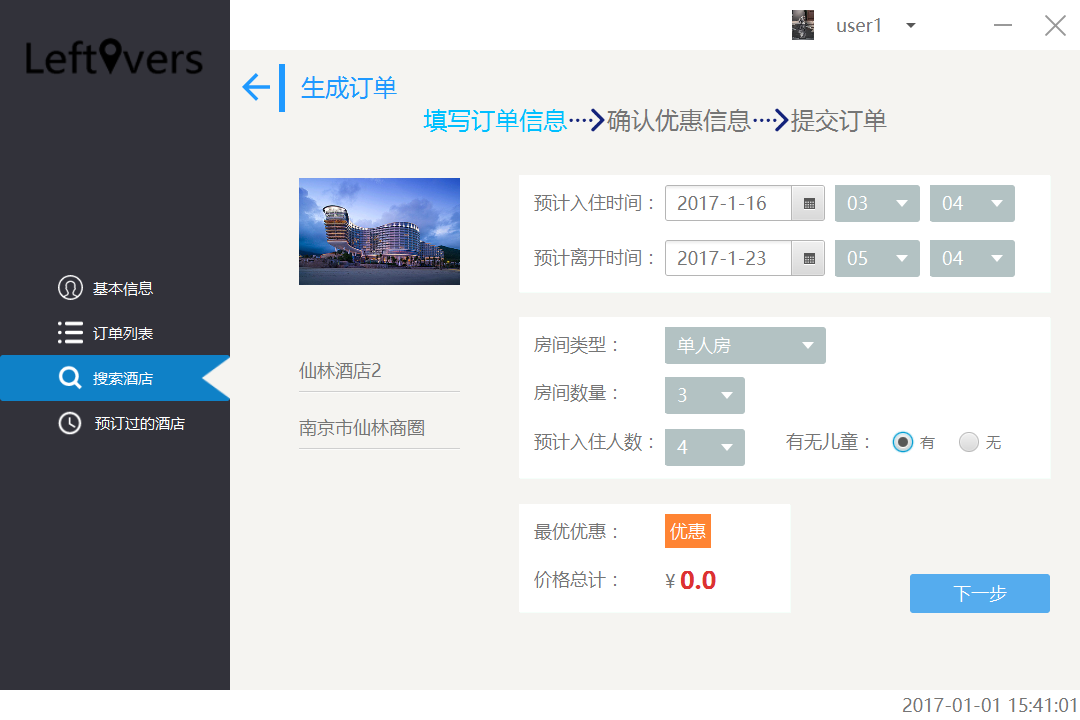 Leftovers
user1
生成订单
填写订单信息····>确认优惠信息····>提交订单
预计入住时间： 2017-1-16 03 04
预计离开时间： 2017-1-23 05 04
基本信息
订单列表
搜索酒店
预订过的酒店
仙林酒店2
南京市仙林商圈
房间类型： 单人房
房间数量： 3
预计入住人数： 4 有无儿童： 有 无
最优优惠： 优惠
价格总计： ¥ 0.0
下一步
2017-01-01 15:41:01